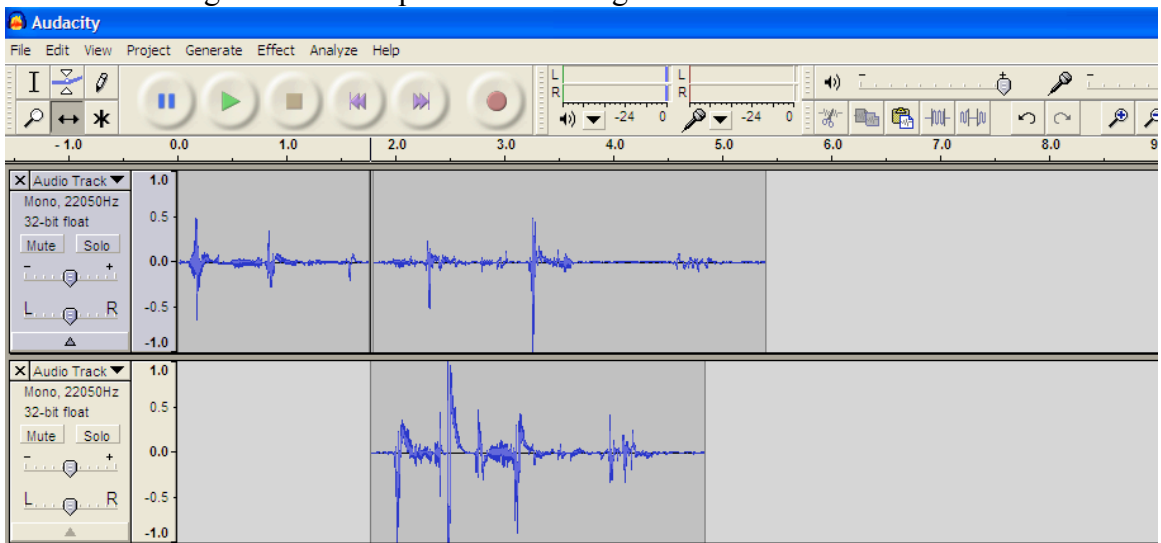 Audacity
File Edit View Project Generate Effect Analyze Help
L
R
-24 0
L
R
-24 0
- 1.0 0.0 1.0 2.0 3.0 4.0 5.0 6.0 7.0 8.0 9
X Audio Track
Mono, 22050Hz
32-bit float
Mute Solo
- +
L R
1.0
0.5
0.0
-0.5
-1.0
X Audio Track
Mono, 22050Hz
32-bit float
Mute Solo
- +
L R
1.0
0.5
0.0
-0.5
-1.0